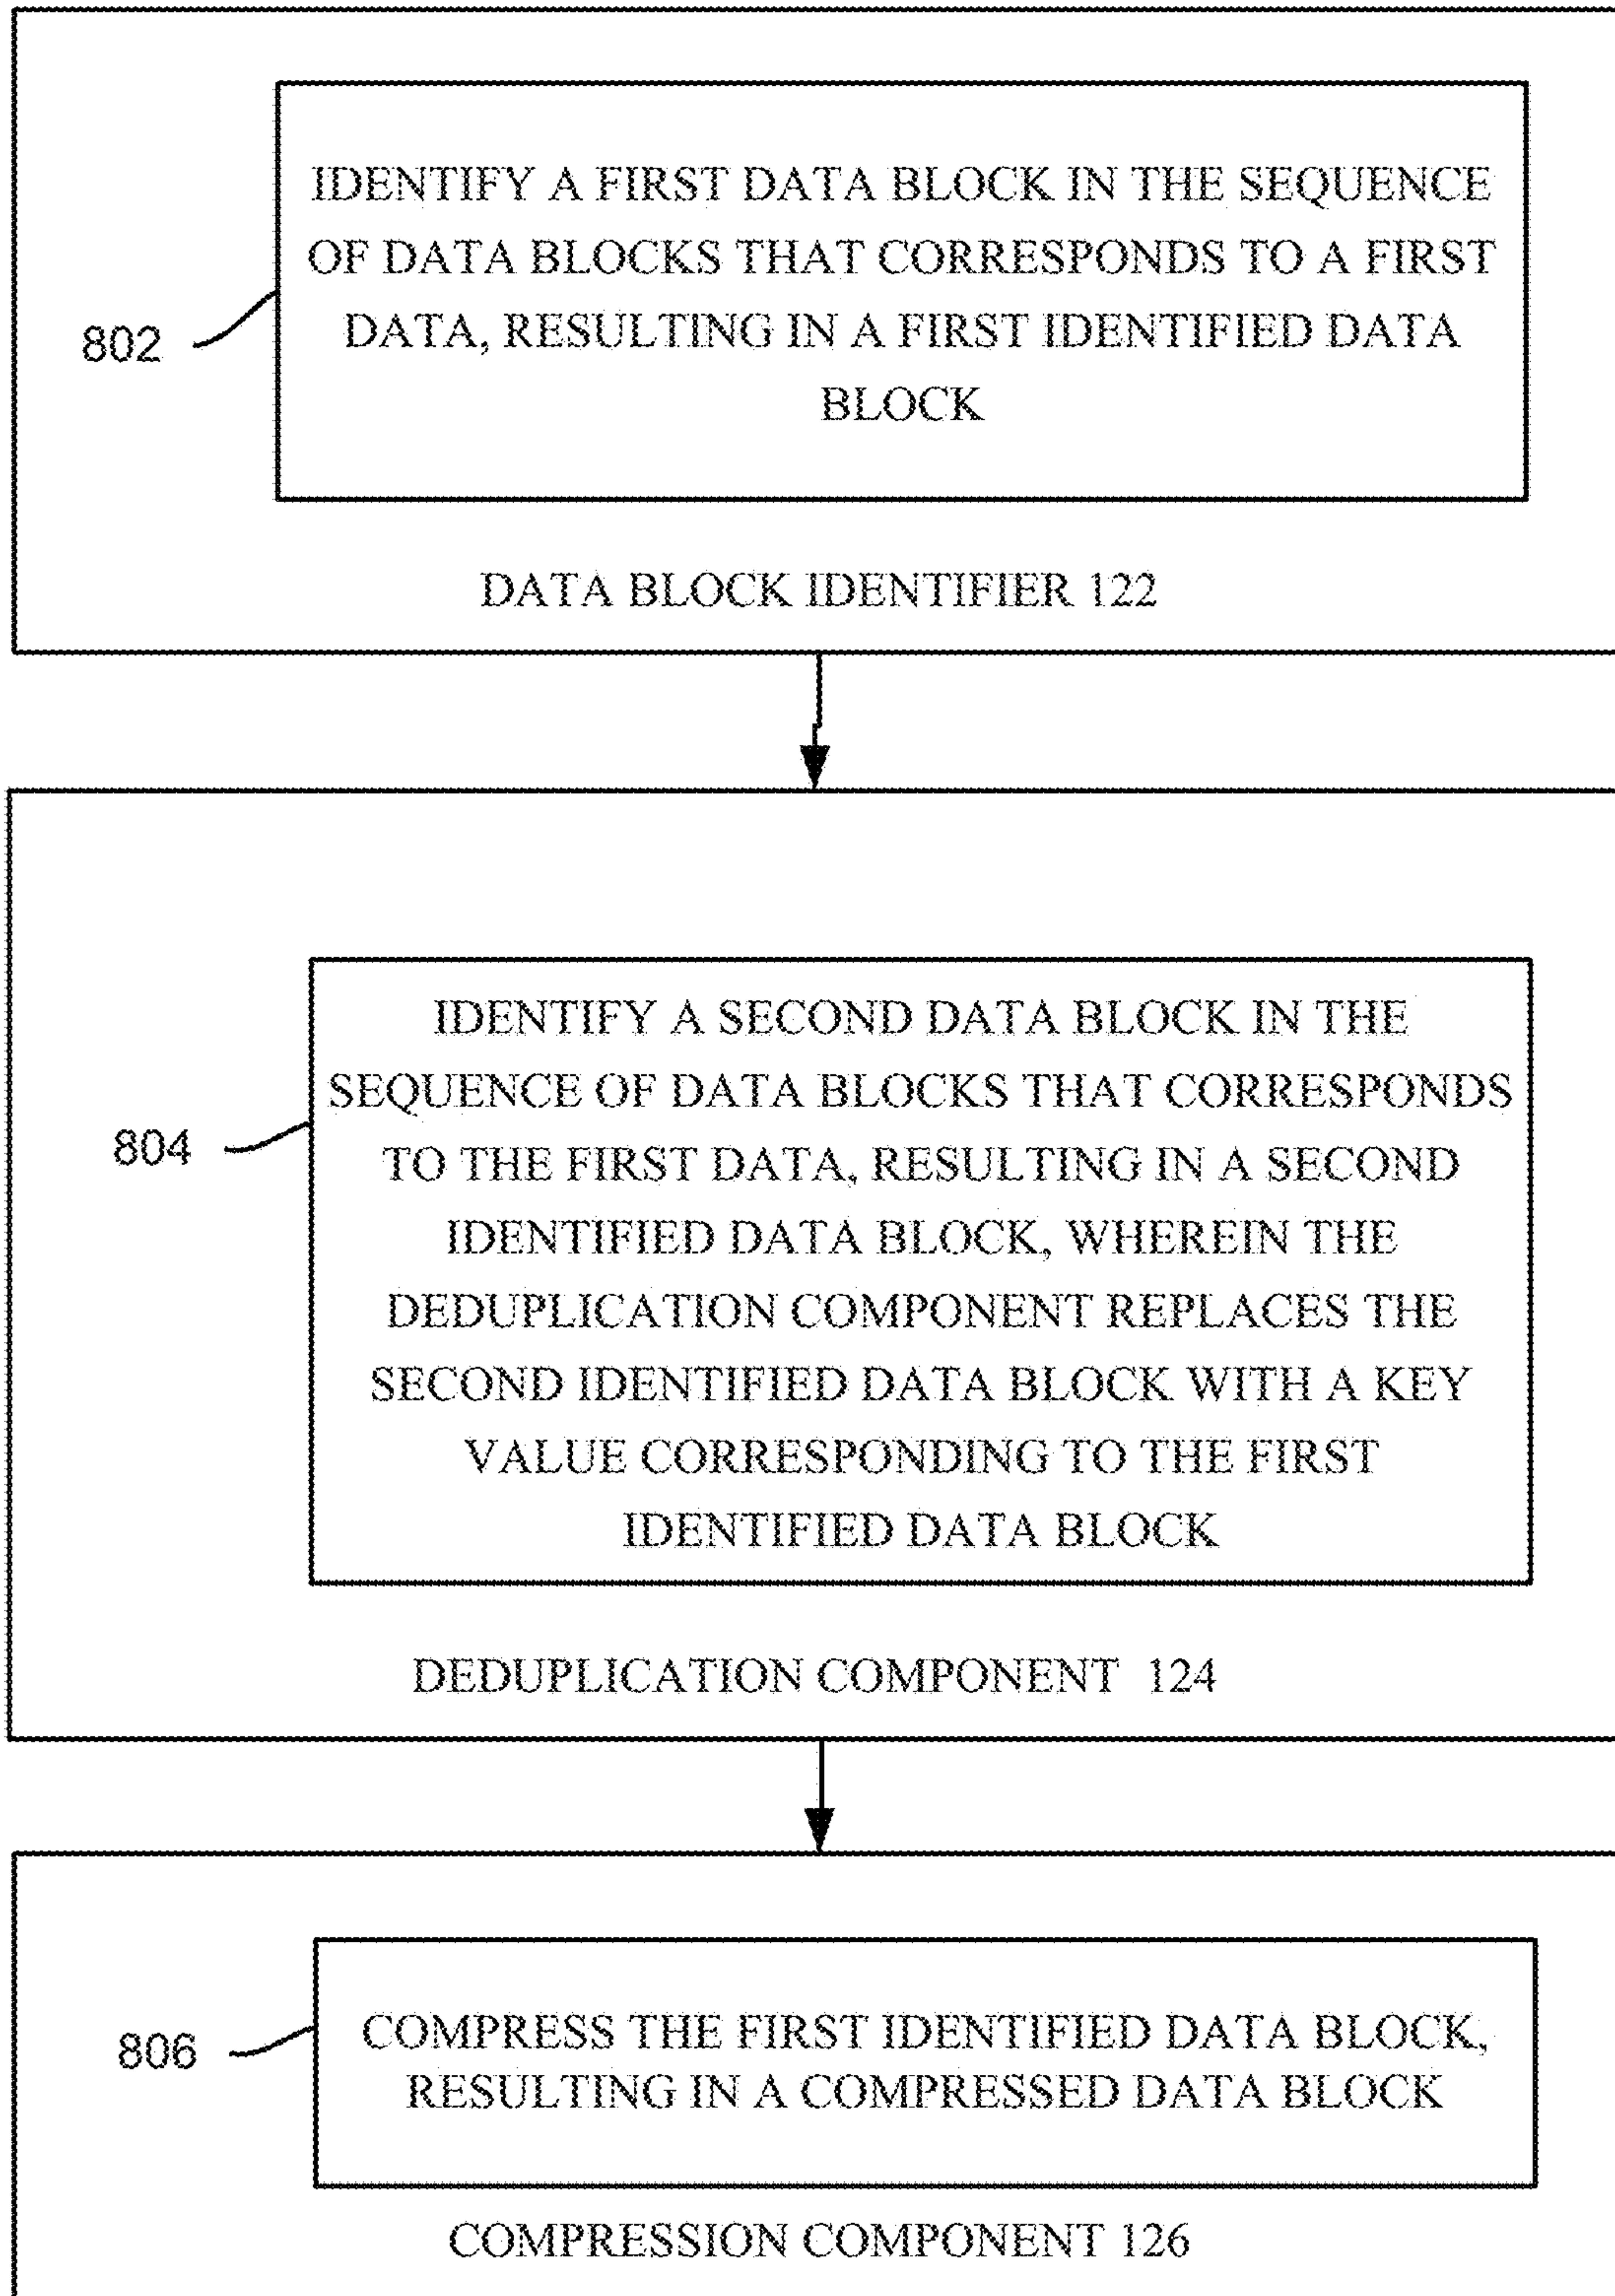 IDENTIFY A FIRST DATA BLOCK IN THE SEQUENCE
OF DATA BLOCKS THAT CORRESPONDS TO A FIRST
802
DATA, RESULTING IN A FIRST IDENTIFIED DATA
BLOCK
DATA BLOCK IDENTIFIER 122
IDENTIFY A SECOND DATA BLOCK IN THE
SEQUENCE OF DATA BLOCKS THAT CORRESPONDS
804
TO THE FIRST DATA, RESULTING IN A SECOND
IDENTIFIED DATA BLOCK, WHEREIN THE
DEDUPLICATION COMPONENT REPLACES THE
SECOND IDENTIFIED DATA BLOCK WITH A KEY
VALUE CORRESPONDING TO THE FIRST
IDENTIFIED DATA BLOCK
DEDUPLICATION COMPONENT 124
806
COMPRESS THE FIRST IDENTIFIED DATA BLOCK,
RESULTING IN A COMPRESSED DATA BLOCK
COMPRESSION COMPONENT 126